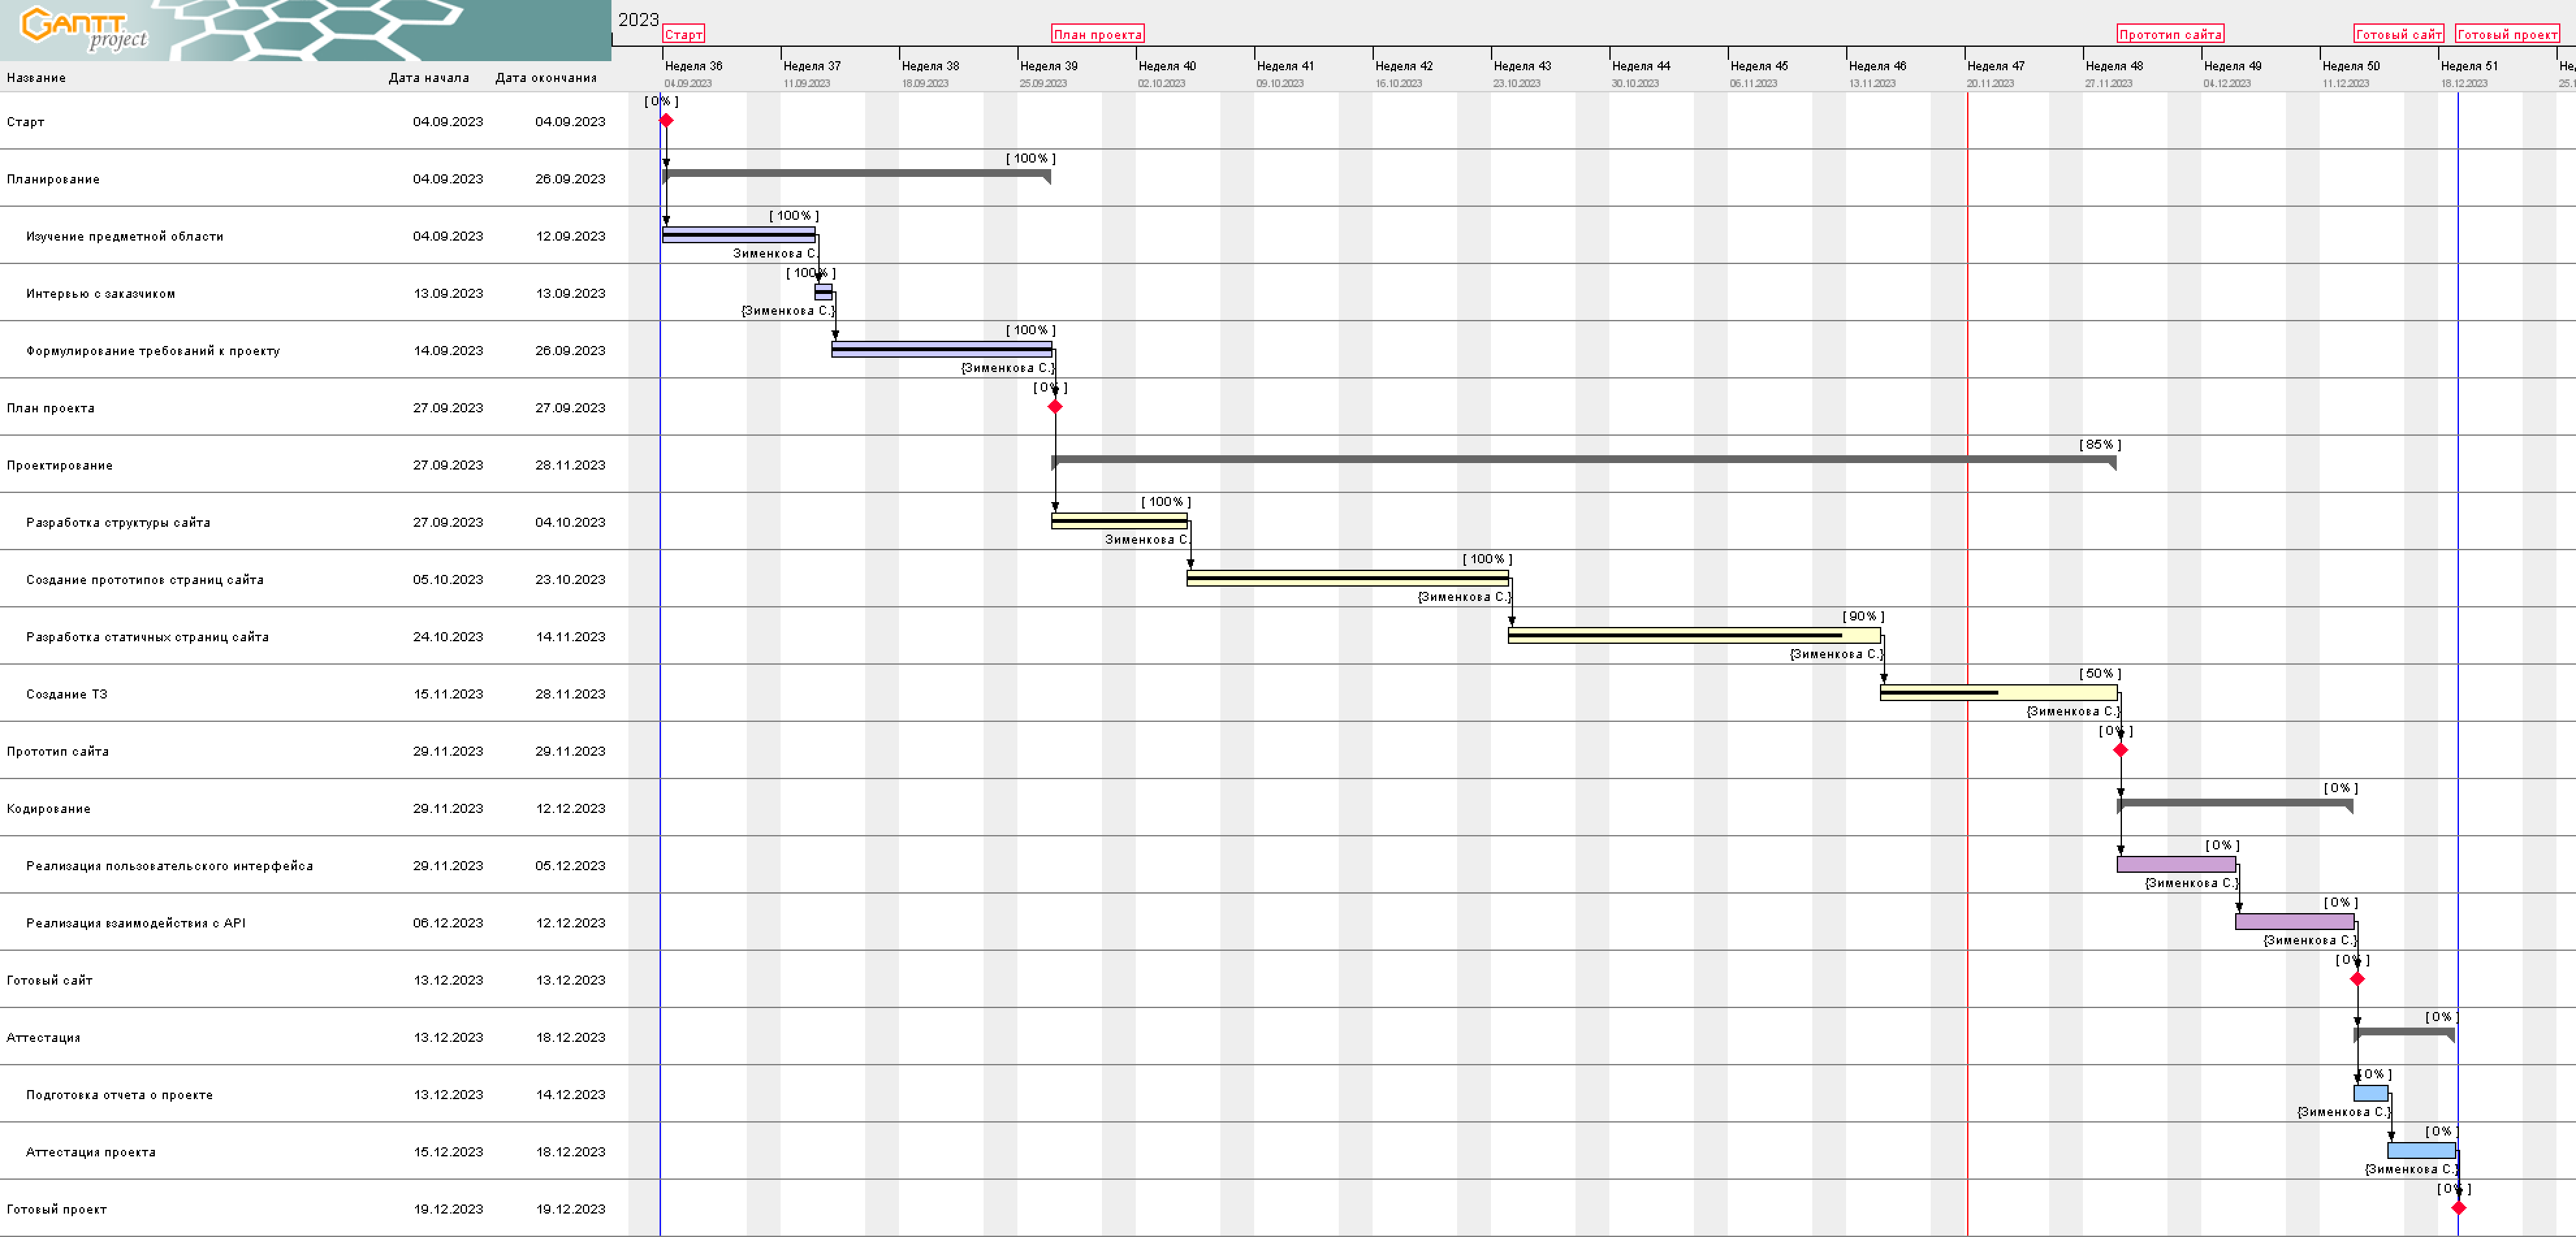 GANTT
project
2023
Старт
План проекта
Прототип сайта
Готовый сайт
Готовый проект
Название Дата начала Дата окончания
Неделя 36 Неделя 37 Неделя 38 Неделя 39 Неделя 40 Неделя 41 Неделя 42 Неделя 43 Неделя 44 Неделя 45 Неделя 46 Неделя 47 Неделя 48 Неделя 49 Неделя 50 Неделя 51
04.09.2023 11.09.2023 18.09.2023 25.09.2023 02.10.2023 09.10.2023 16.10.2023 23.10.2023 30.10.2023 06.11.2023 13.11.2023 20.11.2023 27.11.2023 04.12.2023 11.12.2023 18.12.2023
[ 0% ]
Старт 04.09.2023 04.09.2023
[ 100% ]
Планирование 04.09.2023 26.09.2023
[ 100% ]
Изучение предметной области 04.09.2023 12.09.2023
Зименкова С.
[ 100% ]
Интервью с заказчиком 13.09.2023 13.09.2023
{Зименкова С.}
[ 100% ]
Формулирование требований к проекту 14.09.2023 26.09.2023
{Зименкова С.}
[ 0% ]
План проекта 27.09.2023 27.09.2023
[ 85% ]
Проектирование 27.09.2023 28.11.2023
[ 100% ]
Разработка структуры сайта 27.09.2023 04.10.2023
Зименкова С.
[ 100% ]
Создание прототипов страниц сайта 05.10.2023 23.10.2023
{Зименкова С.}
[ 90% ]
Разработка статичных страниц сайта 24.10.2023 14.11.2023
{Зименкова С.}
[ 50% ]
Создание ТЗ 15.11.2023 28.11.2023
{Зименкова С.}
[ 0% ]
Прототип сайта 29.11.2023 29.11.2023
[ 0% ]
Кодирование 29.11.2023 12.12.2023
[ 0% ]
Реализация пользовательского интерфейса 29.11.2023 05.12.2023
{Зименкова С.}
[ 0% ]
Реализация взаимодействия с API 06.12.2023 12.12.2023
{Зименкова С.}
[ 0% ]
Готовый сайт 13.12.2023 13.12.2023
[ 0% ]
Аттестация 13.12.2023 18.12.2023
[ 0% ]
Подготовка отчета о проекте 13.12.2023 14.12.2023
{Зименкова С.}
[ 0% ]
Аттестация проекта 15.12.2023 18.12.2023
{Зименкова С.}
[ 0% ]
Готовый проект 19.12.2023 19.12.2023